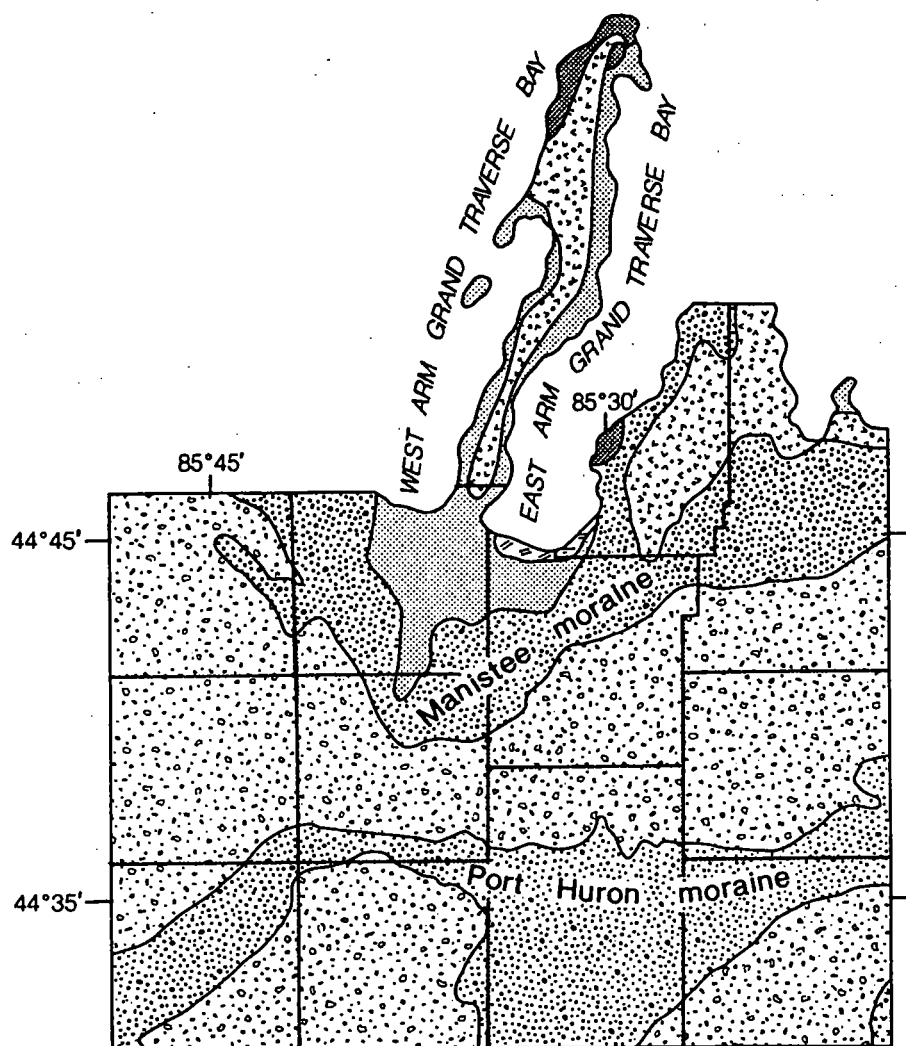 WEST ARM GRAND TRAVERSE BAY
EAST ARM GRAND TRAVERSE BAY
85°30'
85°45'
44°45'
Manistee moraine
Port Huron moraine
44°35'